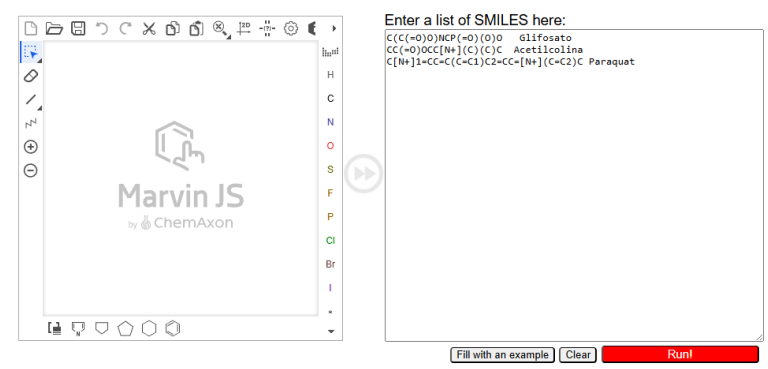 Enter a list of SMILES here:
C(C(=O)O)NCP(=O)(O)O Glifosato
CC(=O)OCC[N+](C)(C)C Acetilcolina
C[N+]1=CC=C(C=C1)C2=CC=[N+](C=C2)C Paraquat
2D
H
C
N
O
S
F
P
Cl
Br
I
*
Marvin JS
by ChemAxon
N
Fill with an example
Clear
Run!